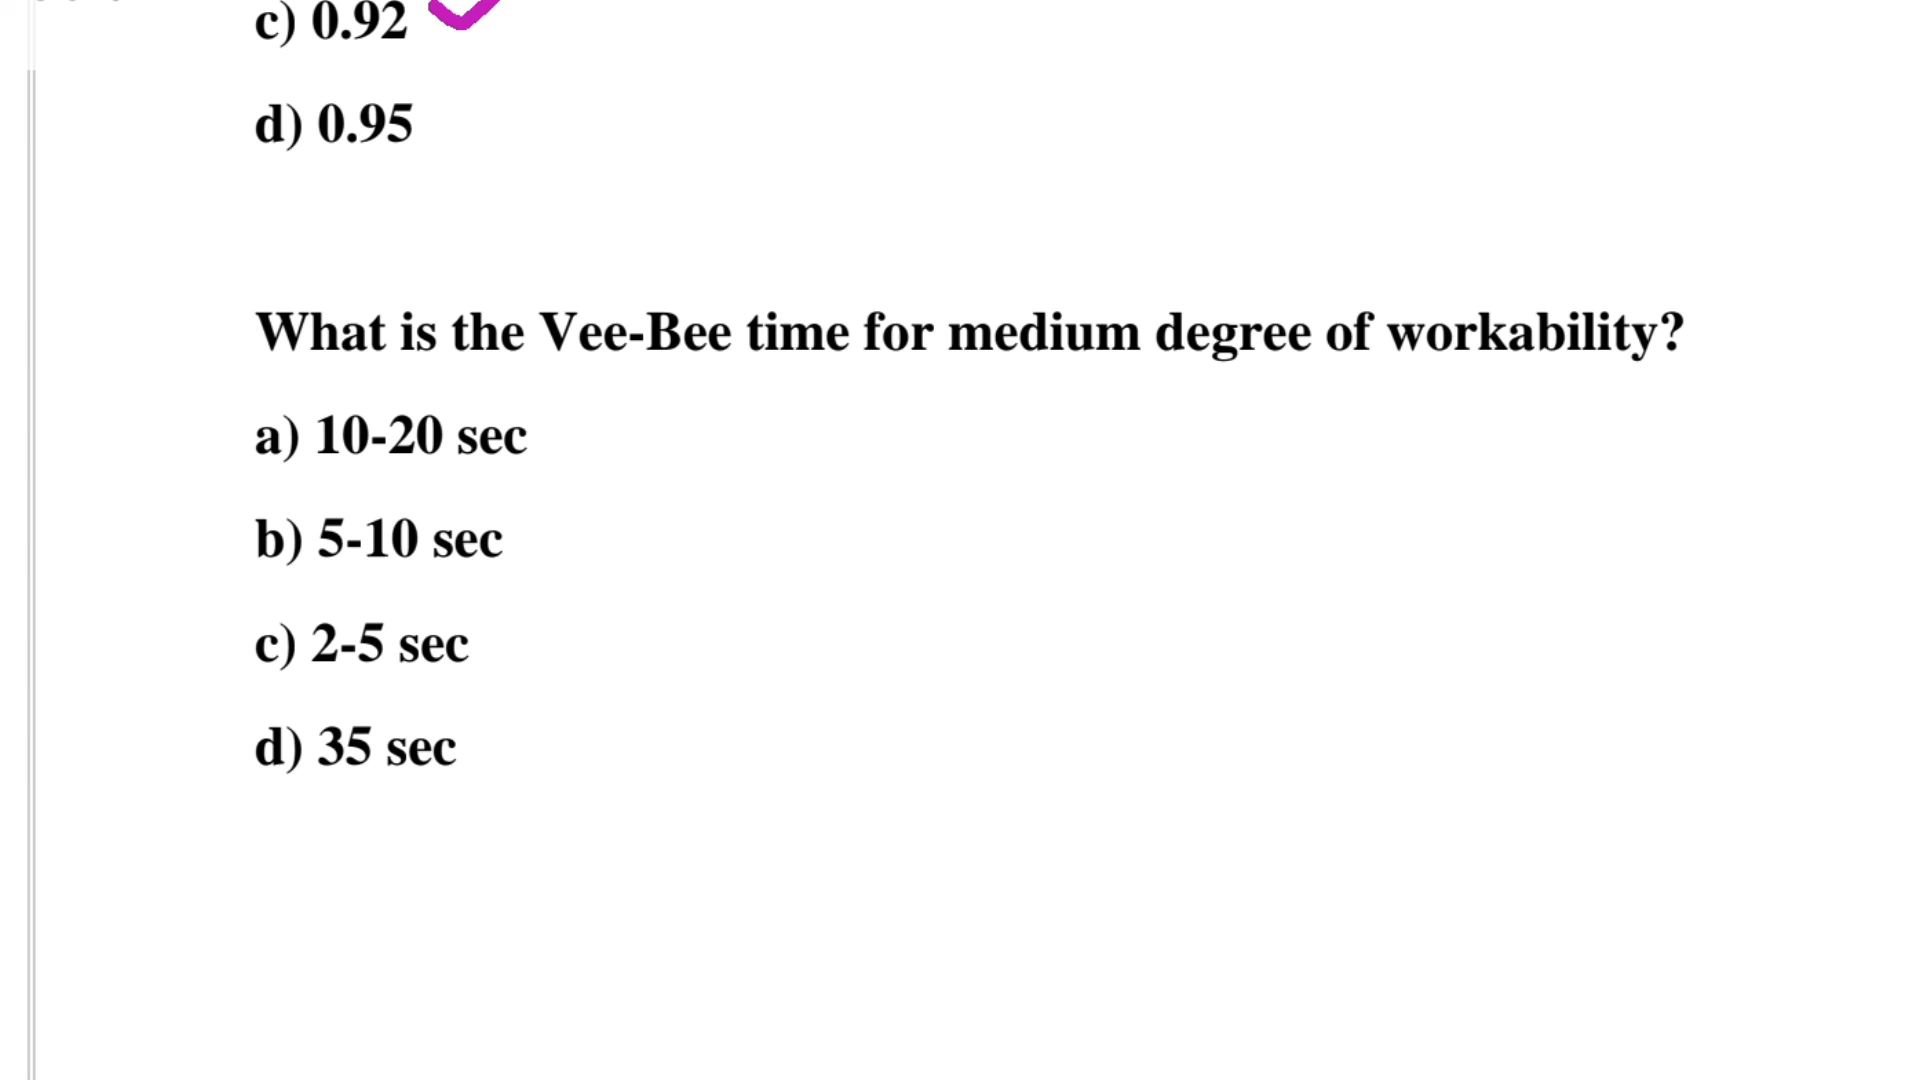 c) 0.92
d) 0.95
What is the Vee-Bee time for medium degree of workability?
a) 10-20 sec
b) 5-10 sec
c) 2-5 sec
d) 35 sec